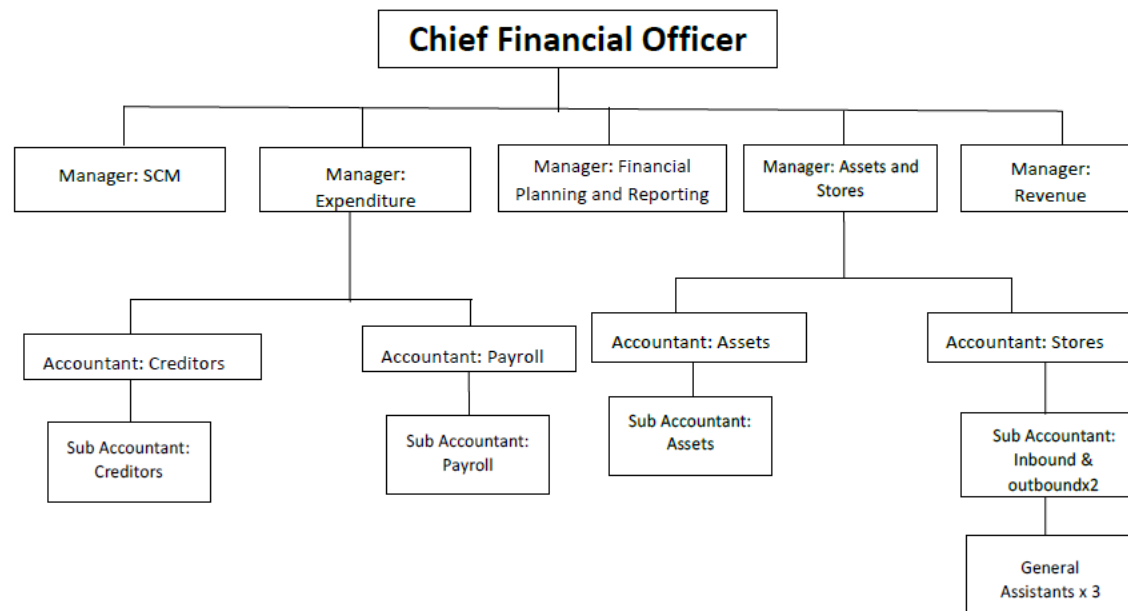 Chief Financial Officer
Manager: SCM
Manager:
Expenditure
Manager: Financial
Planning and Reporting
Manager: Assets and
Stores
Manager:
Revenue
Accountant: Creditors
Accountant: Payroll
Accountant: Assets
Accountant: Stores
Sub Accountant:
Creditors
Sub Accountant:
Payroll
Sub Accountant:
Assets
Sub Accountant:
Inbound &
outboundx2
General
Assistants x 3